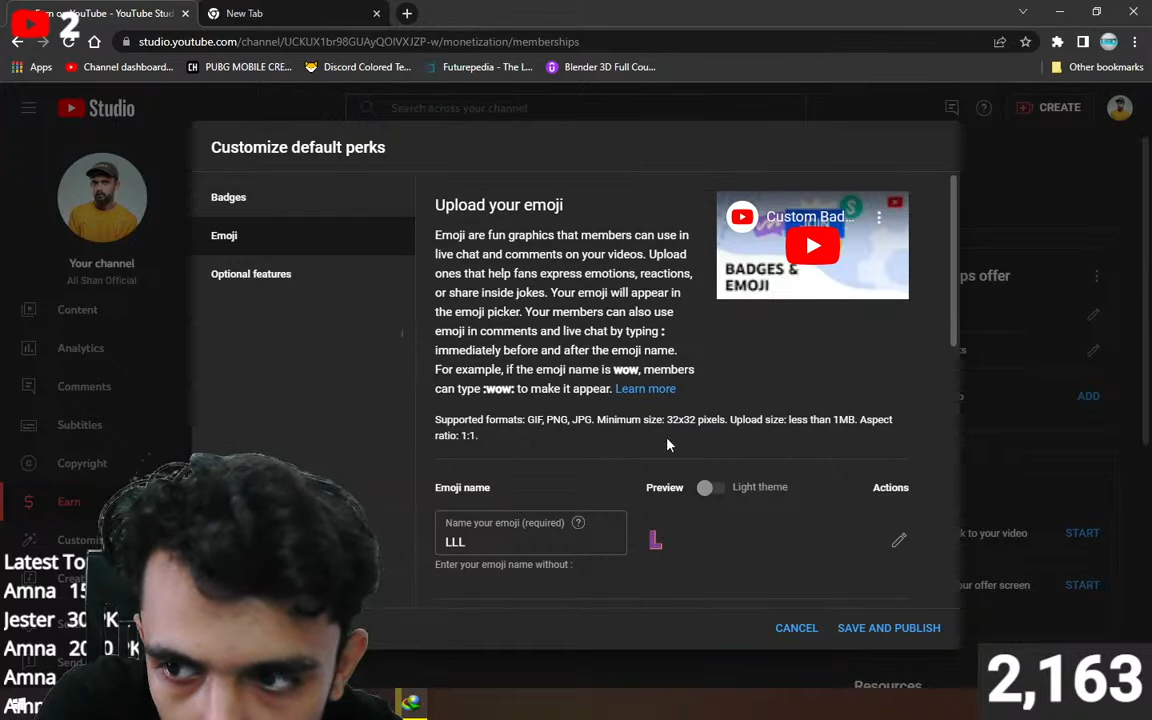 Earn on YouTube - YouTube Stud
New Tab
2
studio.youtube.com/channel/UCKUX1br98GUAyQOIVXJZP-w/monetization/memberships
Apps
Channel dashboard...
PUBG MOBILE CRE...
Discord Colored Te...
Futurepedia - The L...
Blender 3D Full Cou...
Other bookmarks
Studio
Search across your channel
CREATE
Customize default perks
Your channel
Ali Shan Official
Content
Analytics
Comments
Subtitles
Copyright
Earn
Badges
Emoji
Optional features
Upload your emoji
Emoji are fun graphics that members can use in
live chat and comments on your videos. Upload
ones that help fans express emotions, reactions,
or share inside jokes. Your emoji will appear in
the emoji picker. Your members can also use
emoji in comments and live chat by typing :
immediately before and after the emoji name.
For example, if the emoji name is wow, members
can type :wow: to make it appear. Learn more
Custom Bad...
JOIN
BADGES &
EMOJI
Supported formats: GIF, PNG, JPG. Minimum size: 32x32 pixels. Upload size: less than 1MB. Aspect
ratio: 1:1.
Emoji name
Preview
Light theme
Actions
Name your emoji (required)
LLL
L
Enter your emoji name without :
CANCEL
SAVE AND PUBLISH
ps offer
ADD
k to your video
START
our offer screen
START
Resources
Latest To
Amna 15
Jester 30 PK
Amna
Amna
2,163